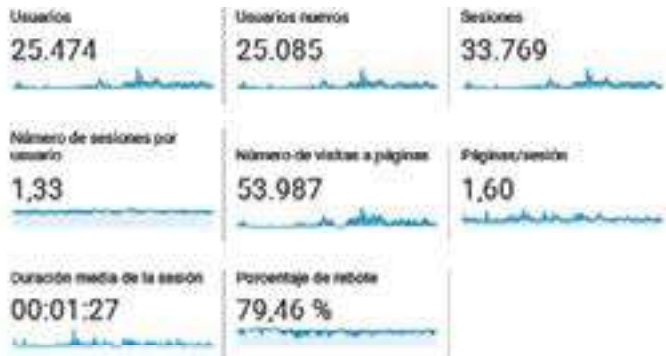 Usuarios
25.474
Usuarios nuevos
25.085
Sesiones
33.769
Número de sesiones por
usuario
1,33
Número de visitas a páginas
53.987
Páginas/sesión
1,60
Duración media de la sesión
00:01:27
Porcentaje de rebote
79,46 %